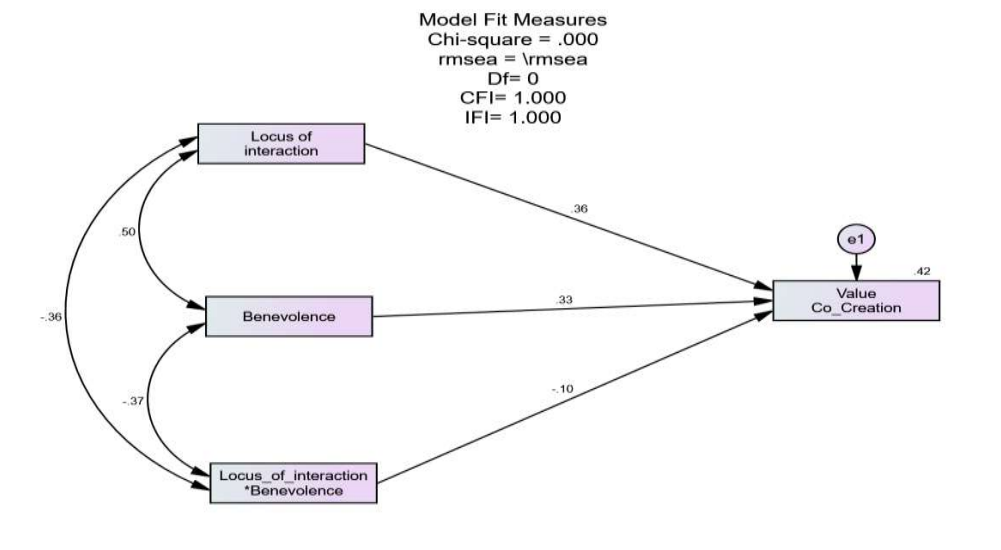 Model Fit Measures
Chi-square = .000
rmsea = \rmsea
Df= 0
CFI= 1.000
IFI= 1.000
Locus of
interaction
.36
.50
e1
.42
Value
Co_Creation
Benevolence
.33
-.36
-.37
-.10
Locus_of_interaction
*Benevolence